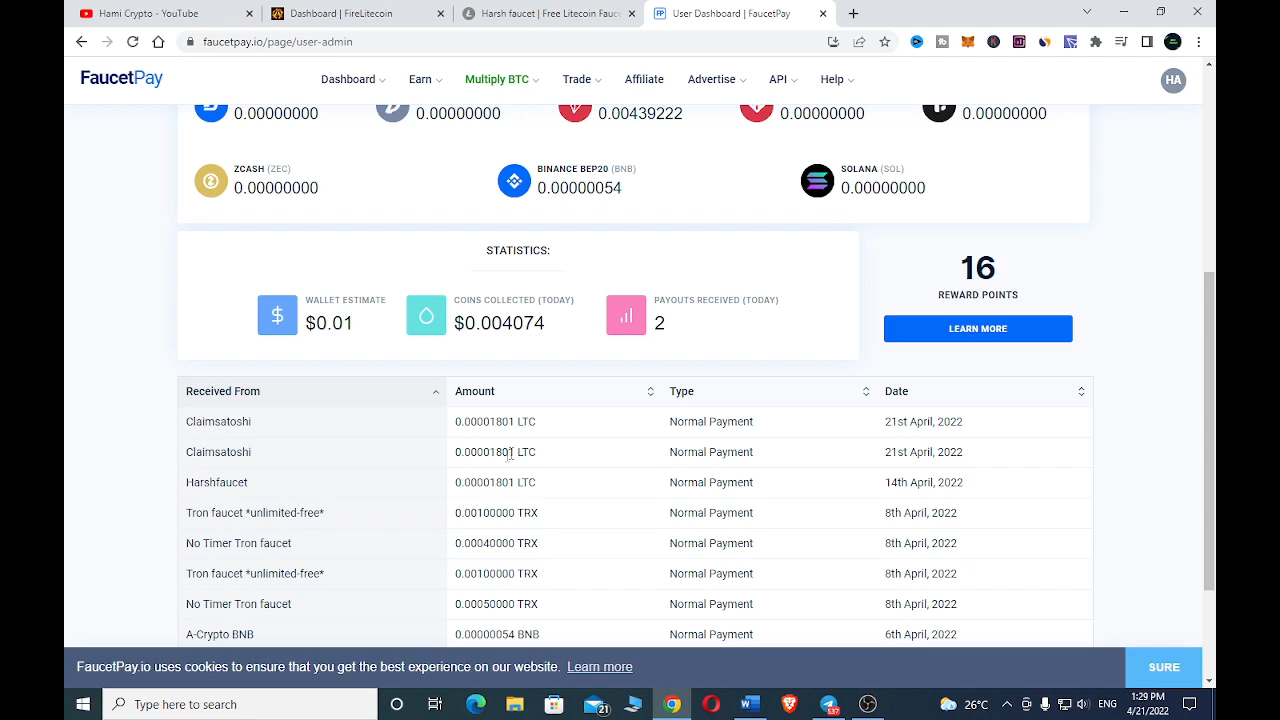 Hami Crypto - YouTube
Dashboard | FireLitecoin
Harsh faucet | Free Litecoin Fauce
User Dashboard | FaucetPay
faucetpay.io/page/user-admin
FaucetPay
Dashboard
Earn
Multiply BTC
Trade
Affiliate
Advertise
API
Help
HA
0.00000000
0.00000000
0.00439222
0.00000000
0.00000000
ZCASH (ZEC)
0.00000000
BINANCE BEP20 (BNB)
0.00000054
SOLANA (SOL)
0.00000000
STATISTICS:
WALLET ESTIMATE
$0.01
COINS COLLECTED (TODAY)
$0.004074
PAYOUTS RECEIVED (TODAY)
2
16
REWARD POINTS
LEARN MORE
Received From Amount Type Date
Claimsatoshi 0.00001801 LTC Normal Payment 21st April, 2022
Claimsatoshi 0.00001801 LTC Normal Payment 21st April, 2022
Harshfaucet 0.00001801 LTC Normal Payment 14th April, 2022
Tron faucet *unlimited-free* 0.00100000 TRX Normal Payment 8th April, 2022
No Timer Tron faucet 0.00040000 TRX Normal Payment 8th April, 2022
Tron faucet *unlimited-free* 0.00100000 TRX Normal Payment 8th April, 2022
No Timer Tron faucet 0.00050000 TRX Normal Payment 8th April, 2022
A-Crypto BNB 0.00000054 BNB Normal Payment 6th April, 2022
FaucetPay.io uses cookies to ensure that you get the best experience on our website. Learn more
SURE
Type here to search
21
537
26°C
ENG
1:29 PM
4/21/2022